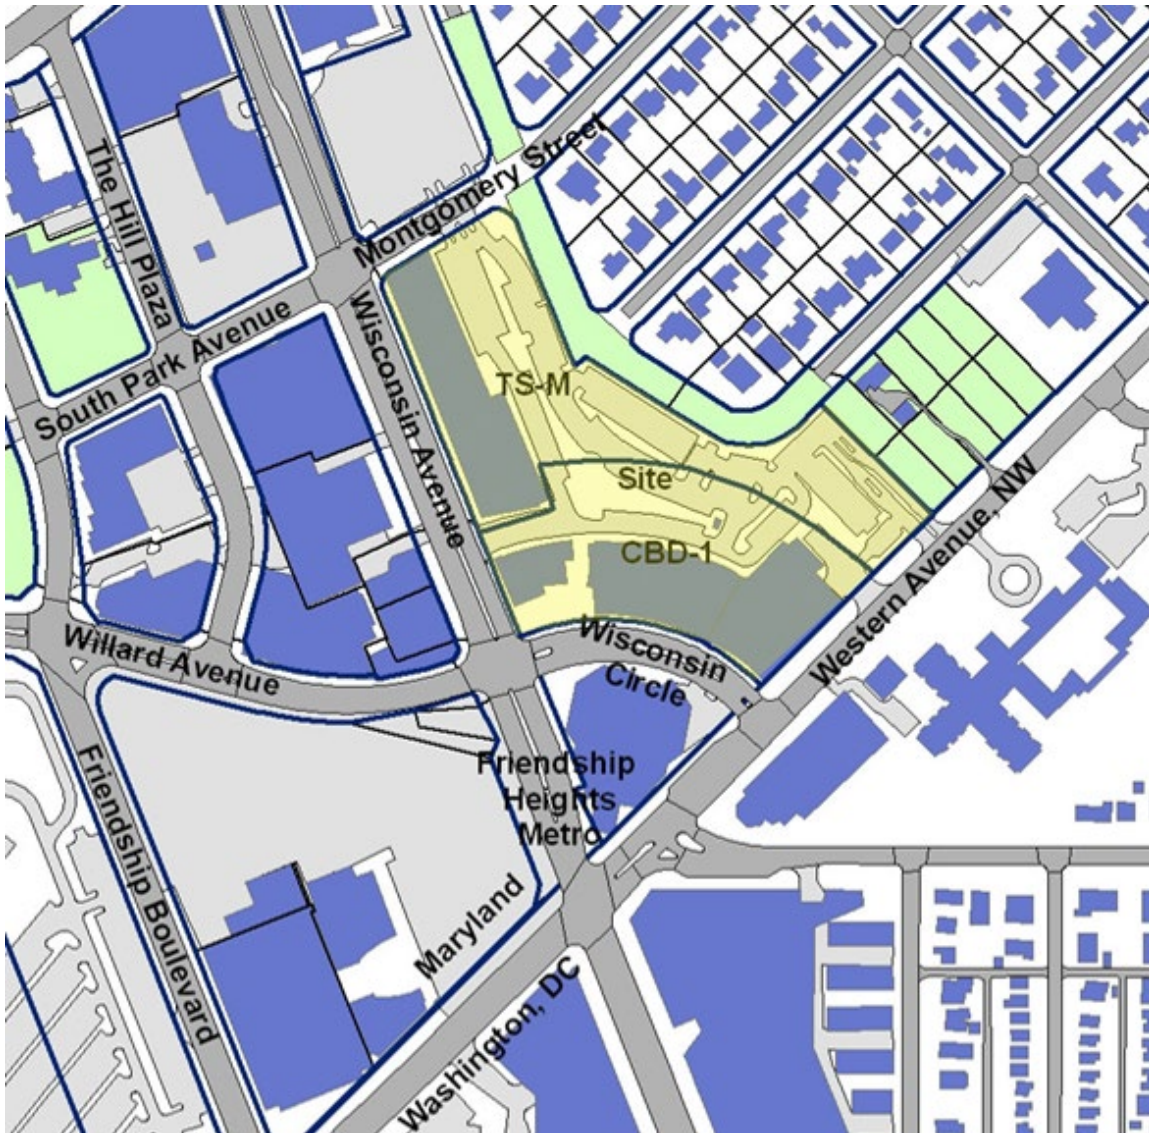 Montgomery Street
The Hill Plaza
South Park Avenue
Wisconsin Avenue
TS-M
Site
CBD-1
Western Avenue, NW
Willard Avenue
Wisconsin
Circle
Friendship
Heights
Metro
Friendship Boulevard
Maryland
Washington, DC